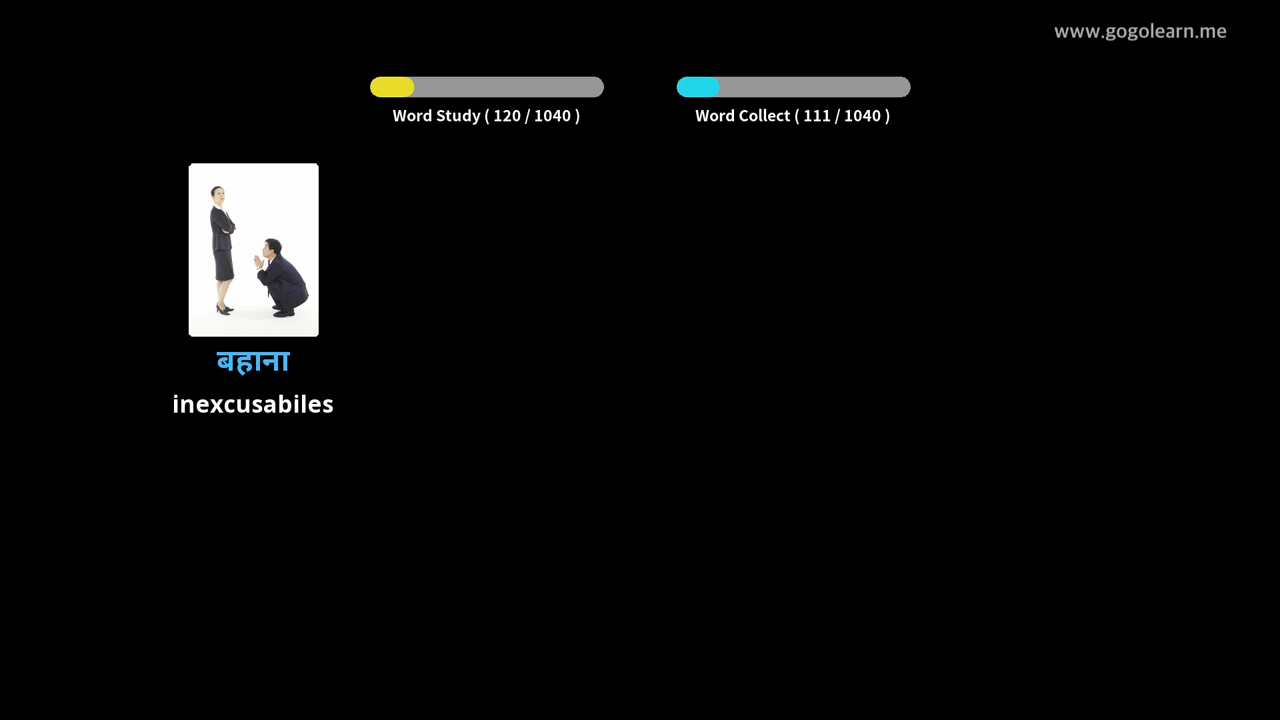 www.gogolearn.me
Word Study ( 120 / 1040 )
Word Collect ( 111 / 1040 )
बहाना
inexcusabiles